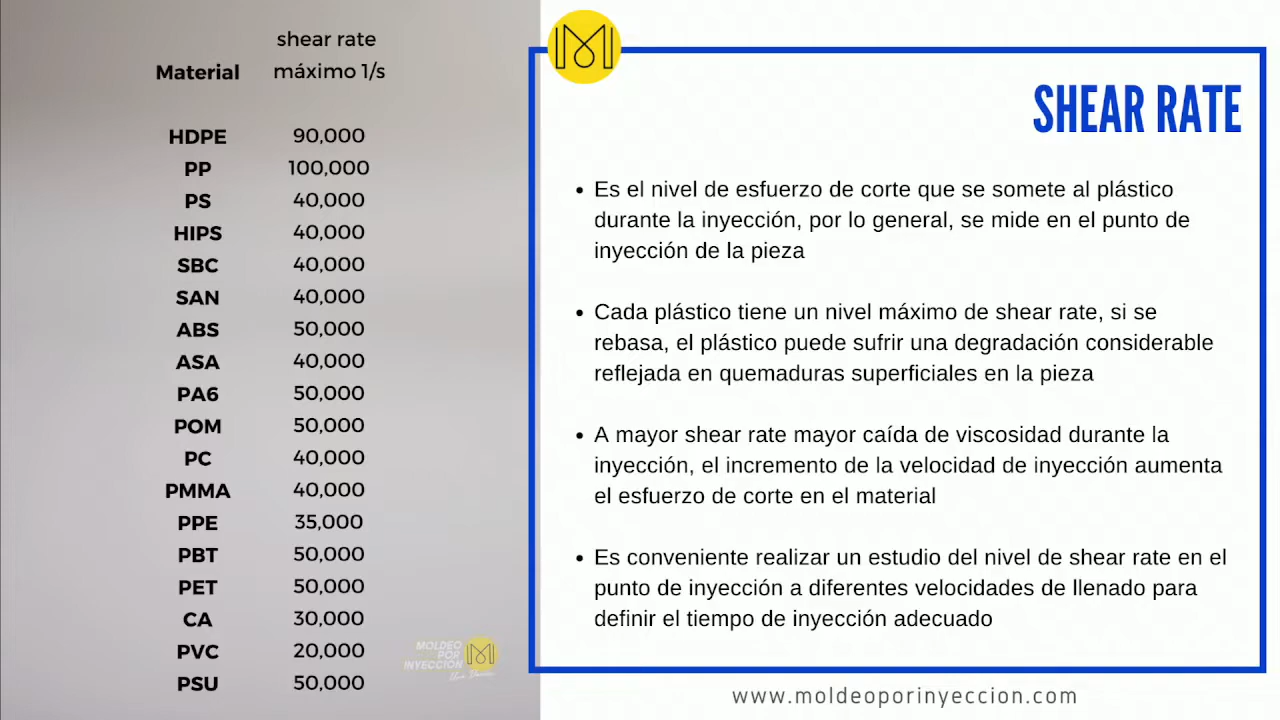 shear rate
Material máximo 1/s
HDPE 90,000
PP 100,000
PS 40,000
HIPS 40,000
SBC 40,000
SAN 40,000
ABS 50,000
ASA 40,000
PA6 50,000
POM 50,000
PC 40,000
PMMA 40,000
PPE 35,000
PBT 50,000
PET 50,000
CA 30,000
PVC 20,000
PSU 50,000
MOLDEO
POR
INYECCIÓN
SHEAR RATE
• Es el nivel de esfuerzo de corte que se somete al plástico
durante la inyección, por lo general, se mide en el punto de
inyección de la pieza
• Cada plástico tiene un nivel máximo de shear rate, si se
rebasa, el plástico puede sufrir una degradación considerable
reflejada en quemaduras superficiales en la pieza
• A mayor shear rate mayor caída de viscosidad durante la
inyección, el incremento de la velocidad de inyección aumenta
el esfuerzo de corte en el material
• Es conveniente realizar un estudio del nivel de shear rate en el
punto de inyección a diferentes velocidades de llenado para
definir el tiempo de inyección adecuado
www.moldeoporinyeccion.com